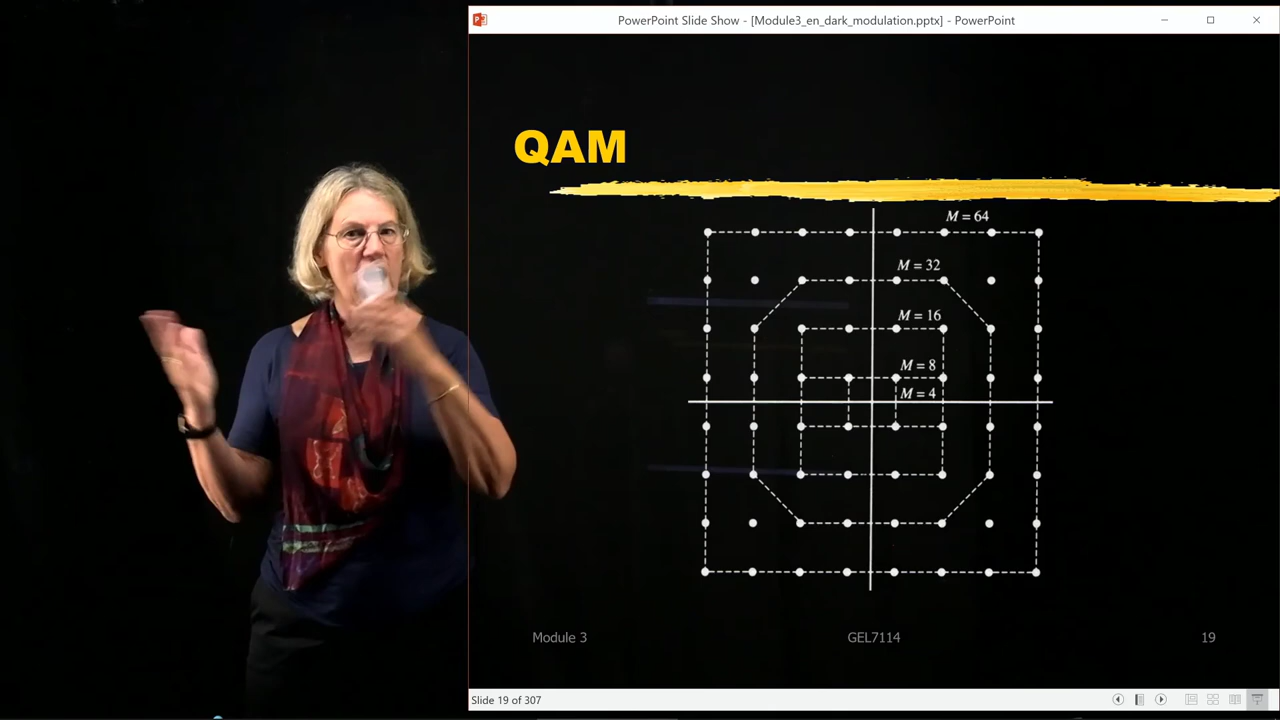 PowerPoint Slide Show - [Module3_en_dark_modulation.pptx] - PowerPoint
QAM
M = 64
M = 32
M = 16
M = 8
M = 4
Module 3
GEL7114
19
Slide 19 of 307